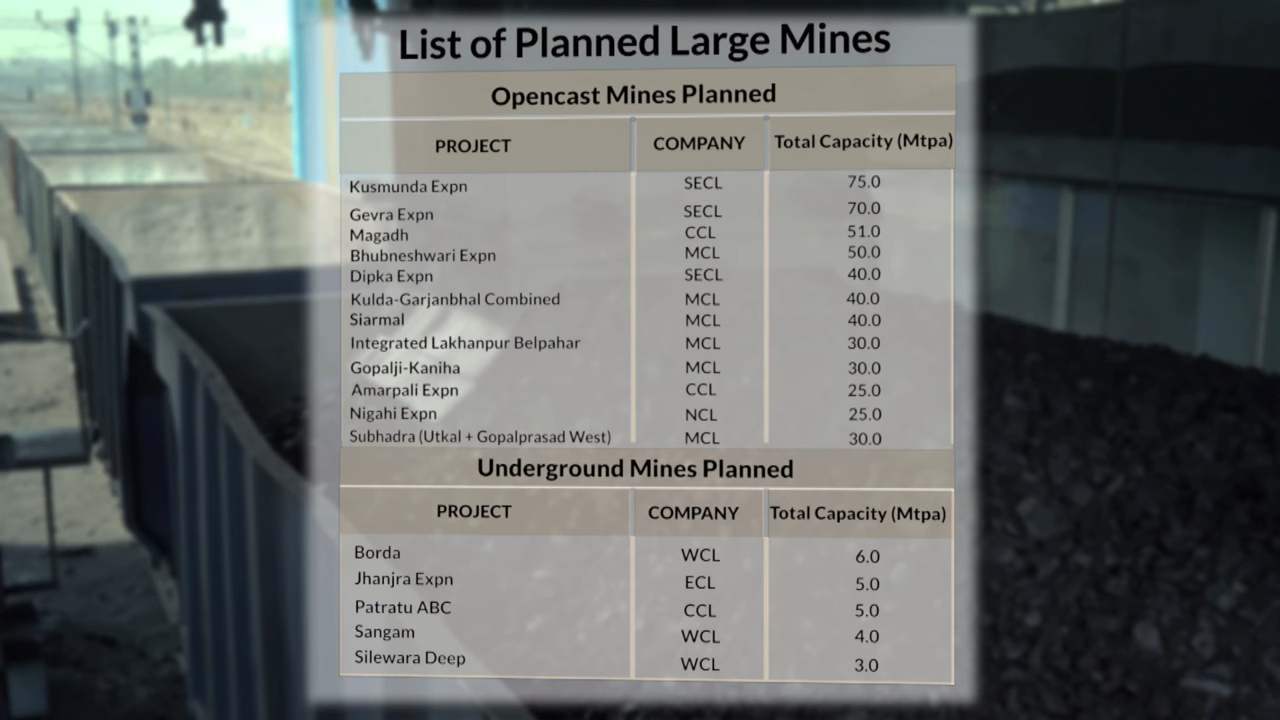 List of Planned Large Mines
Opencast Mines Planned
PROJECT COMPANY Total Capacity (Mtpa)
Kusmunda Expn SECL 75.0
Gevra Expn SECL 70.0
Magadh CCL 51.0
Bhubneshwari Expn MCL 50.0
Dipka Expn SECL 40.0
Kulda-Garjanbhal Combined MCL 40.0
Siarmal MCL 40.0
Integrated Lakhanpur Belpahar MCL 30.0
Gopalji-Kaniha MCL 30.0
Amarpali Expn CCL 25.0
Nigahi Expn NCL 25.0
Subhadra (Utkal + Gopalprasad West) MCL 30.0
Underground Mines Planned
PROJECT COMPANY Total Capacity (Mtpa)
Borda WCL 6.0
Jhanjra Expn ECL 5.0
Patratu ABC CCL 5.0
Sangam WCL 4.0
Silewara Deep WCL 3.0